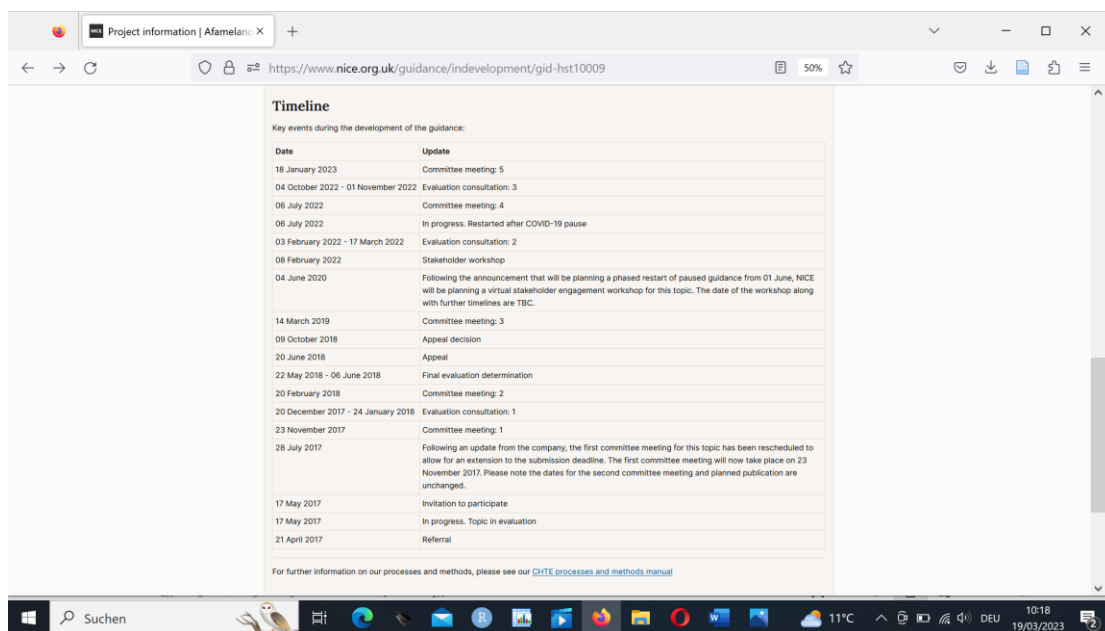 Project information | Afamelano
https://www.nice.org.uk/guidance/indevelopment/gid-hst10009
50%
Timeline
Key events during the development of the guidance:
Date Update
18 January 2023 Committee meeting: 5
04 October 2022 - 01 November 2022 Evaluation consultation: 3
06 July 2022 Committee meeting: 4
06 July 2022 In progress. Restarted after COVID-19 pause
03 February 2022 - 17 March 2022 Evaluation consultation: 2
08 February 2022 Stakeholder workshop
04 June 2020 Following the announcement that will be planning a phased restart of paused guidance from 01 June, NICE
will be planning a virtual stakeholder engagement workshop for this topic. The date of the workshop along
with further timelines are TBC.
14 March 2019 Committee meeting: 3
09 October 2018 Appeal decision
20 June 2018 Appeal
22 May 2018 - 06 June 2018 Final evaluation determination
20 February 2018 Committee meeting: 2
20 December 2017 - 24 January 2018 Evaluation consultation: 1
23 November 2017 Committee meeting: 1
28 July 2017 Following an update from the company, the first committee meeting for this topic has been rescheduled to
allow for an extension to the submission deadline. The first committee meeting will now take place on 23
November 2017. Please note the dates for the second committee meeting and planned publication are
unchanged.
17 May 2017 Invitation to participate
17 May 2017 In progress. Topic in evaluation
21 April 2017 Referral
For further information on our processes and methods, please see our CHTE processes and methods manual
Suchen
11°C
DEU
10:18
19/03/2023